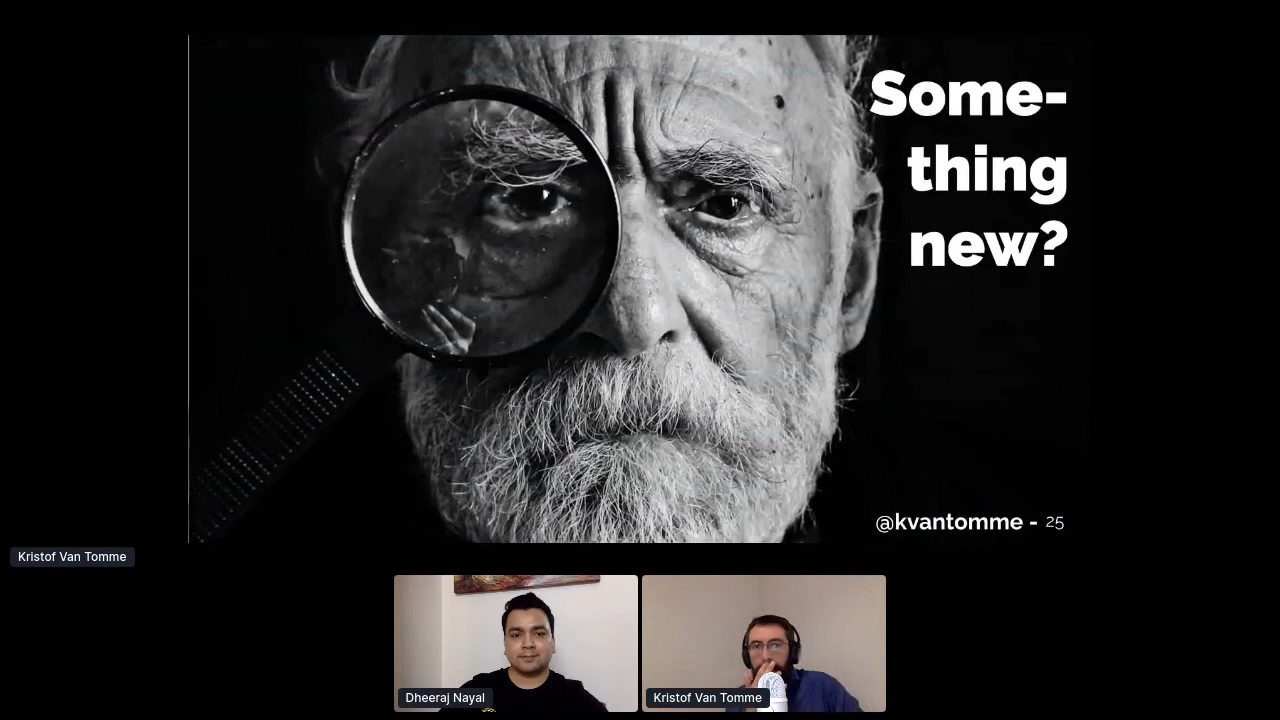 Some-
thing
new?
@kvantomme - 25
Kristof Van Tomme
Dheeraj Nayal
Kristof Van Tomme